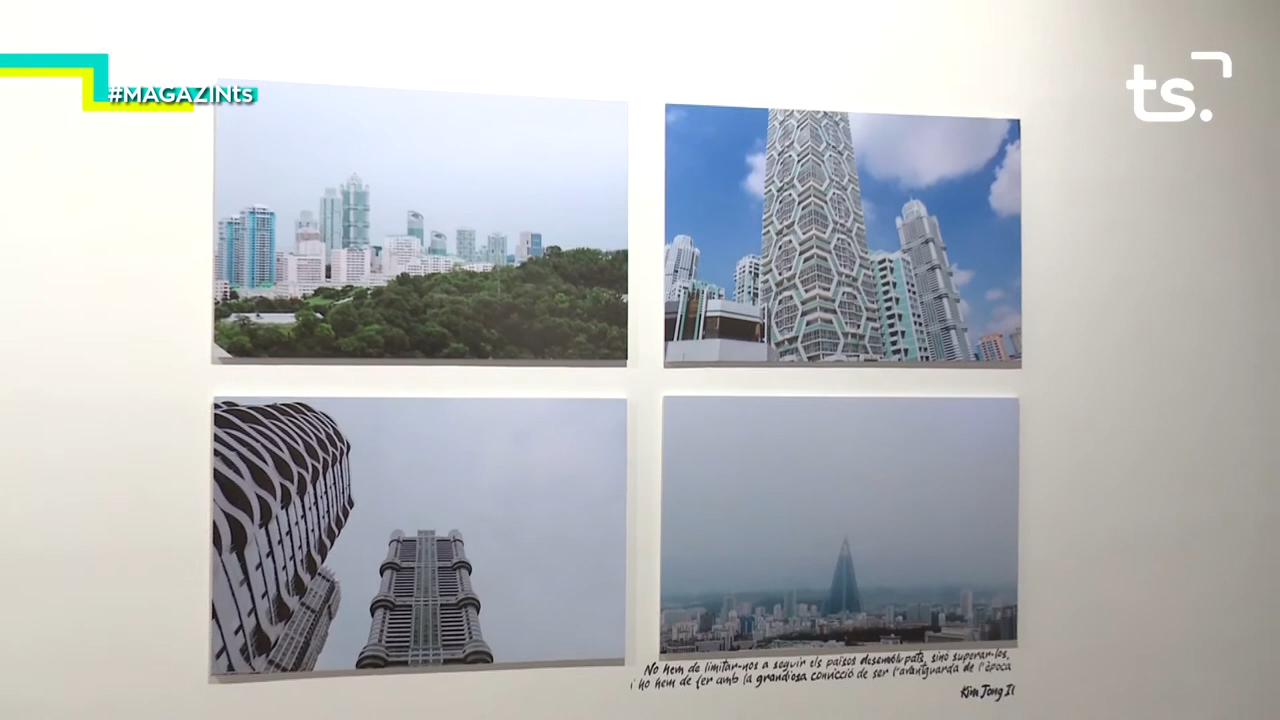 #MAGAZINts
ts.
No hem de limitar-nos a seguir els països desenvolupats, sinó superar-los,
i ho hem de fer amb la grandiosa convicció de ser l'avantguarda de l'època
Kim Jong Il